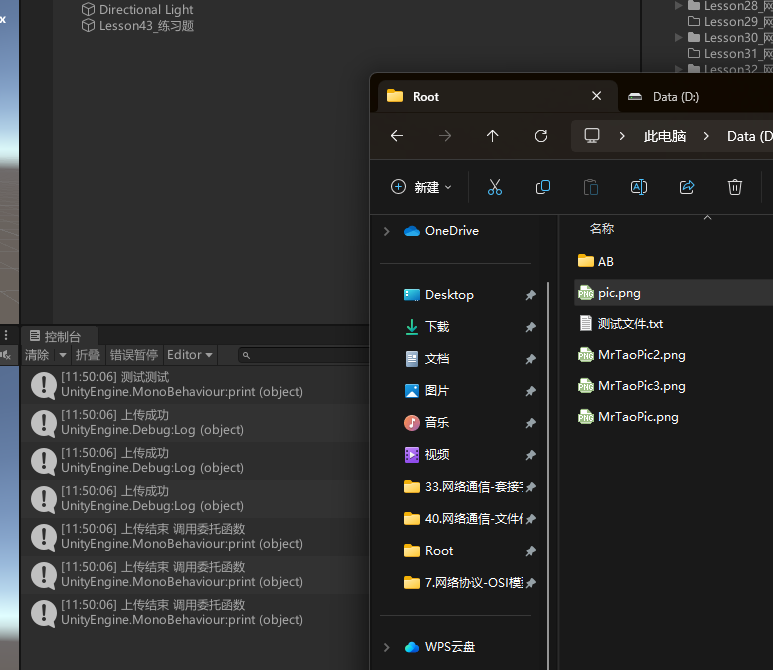 x
Directional Light
Lesson43_练习题
Lesson28_网
Lesson29_网
Lesson30_网
Lesson31_网
Lesson32_网
Root
Data (D:)
此电脑
Data (D
新建
OneDrive
Desktop
下载
文档
图片
音乐
视频
33.网络通信-套接字
40.网络通信-文件
Root
7.网络协议-OSI模
WPS云盘
名称
AB
pic.png
测试文件.txt
MrTaoPic2.png
MrTaoPic3.png
MrTaoPic.png
控制台
清除 折叠 错误暂停 Editor
[11:50:06] 测试测试
UnityEngine.MonoBehaviour:print (object)
[11:50:06] 上传成功
UnityEngine.Debug:Log (object)
[11:50:06] 上传成功
UnityEngine.Debug:Log (object)
[11:50:06] 上传成功
UnityEngine.Debug:Log (object)
[11:50:06] 上传结束 调用委托函数
UnityEngine.MonoBehaviour:print (object)
[11:50:06] 上传结束 调用委托函数
UnityEngine.MonoBehaviour:print (object)
[11:50:06] 上传结束 调用委托函数
UnityEngine.MonoBehaviour:print (object)